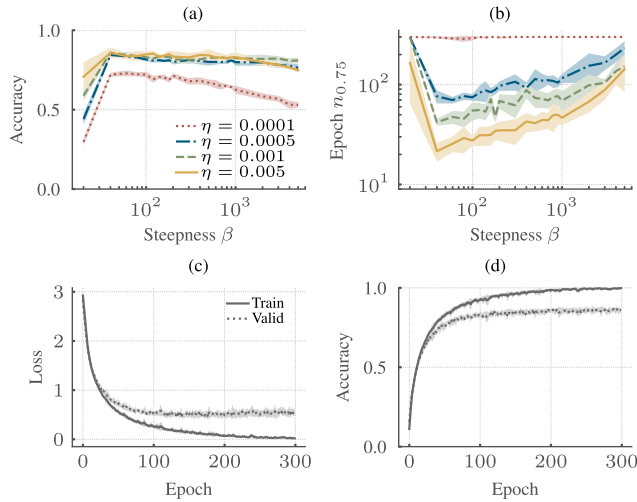 (a)
1.0
0.5
0.0
Accuracy
10²
10³
Steepness β
η = 0.0001
η = 0.0005
η = 0.001
η = 0.005
(b)
10²
10¹
Epoch n₀.₇₅
10²
10³
Steepness β
(c)
3
2
1
0
Loss
Train
Valid
0
100
200
300
Epoch
(d)
1.0
0.5
0.0
Accuracy
0
100
200
300
Epoch